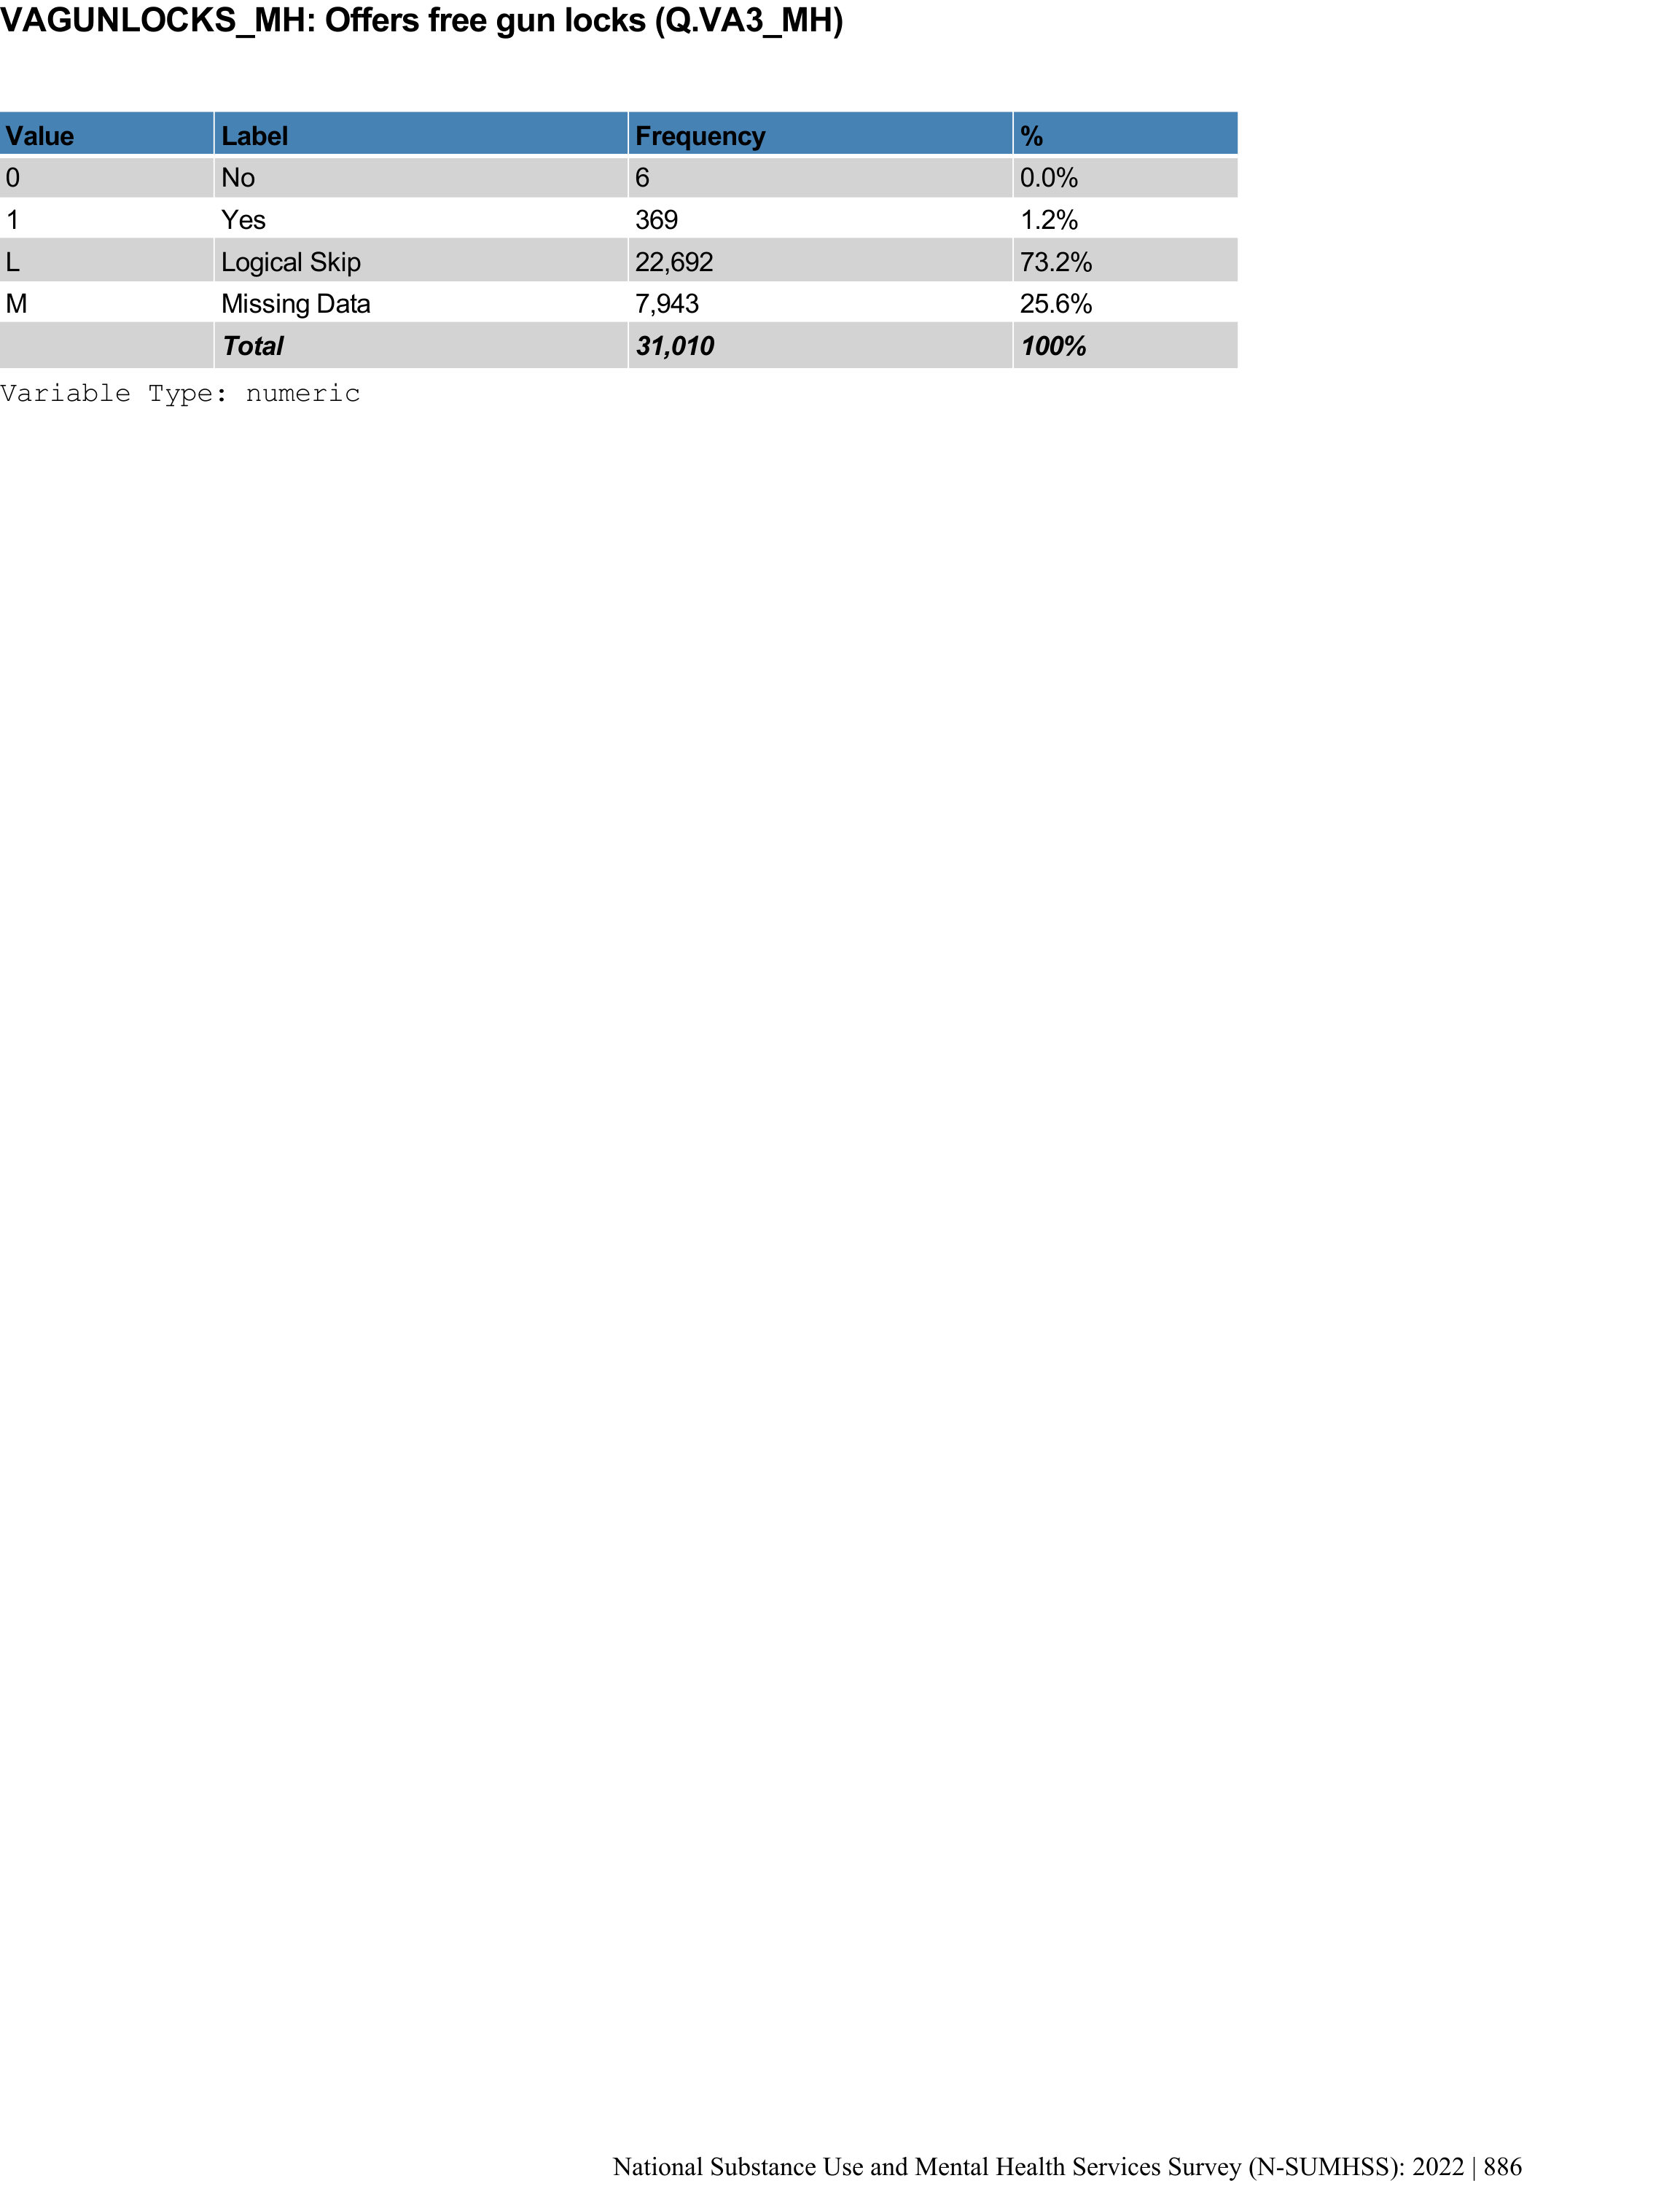 VAGUNLOCKS_MH: Offers free gun locks (Q.VA3_MH)
Value Label Frequency %
0 No 6 0.0%
1 Yes 369 1.2%
L Logical Skip 22,692 73.2%
M Missing Data 7,943 25.6%
Total 31,010 100%
Variable Type: numeric
National Substance Use and Mental Health Services Survey (N-SUMHSS): 2022 | 886